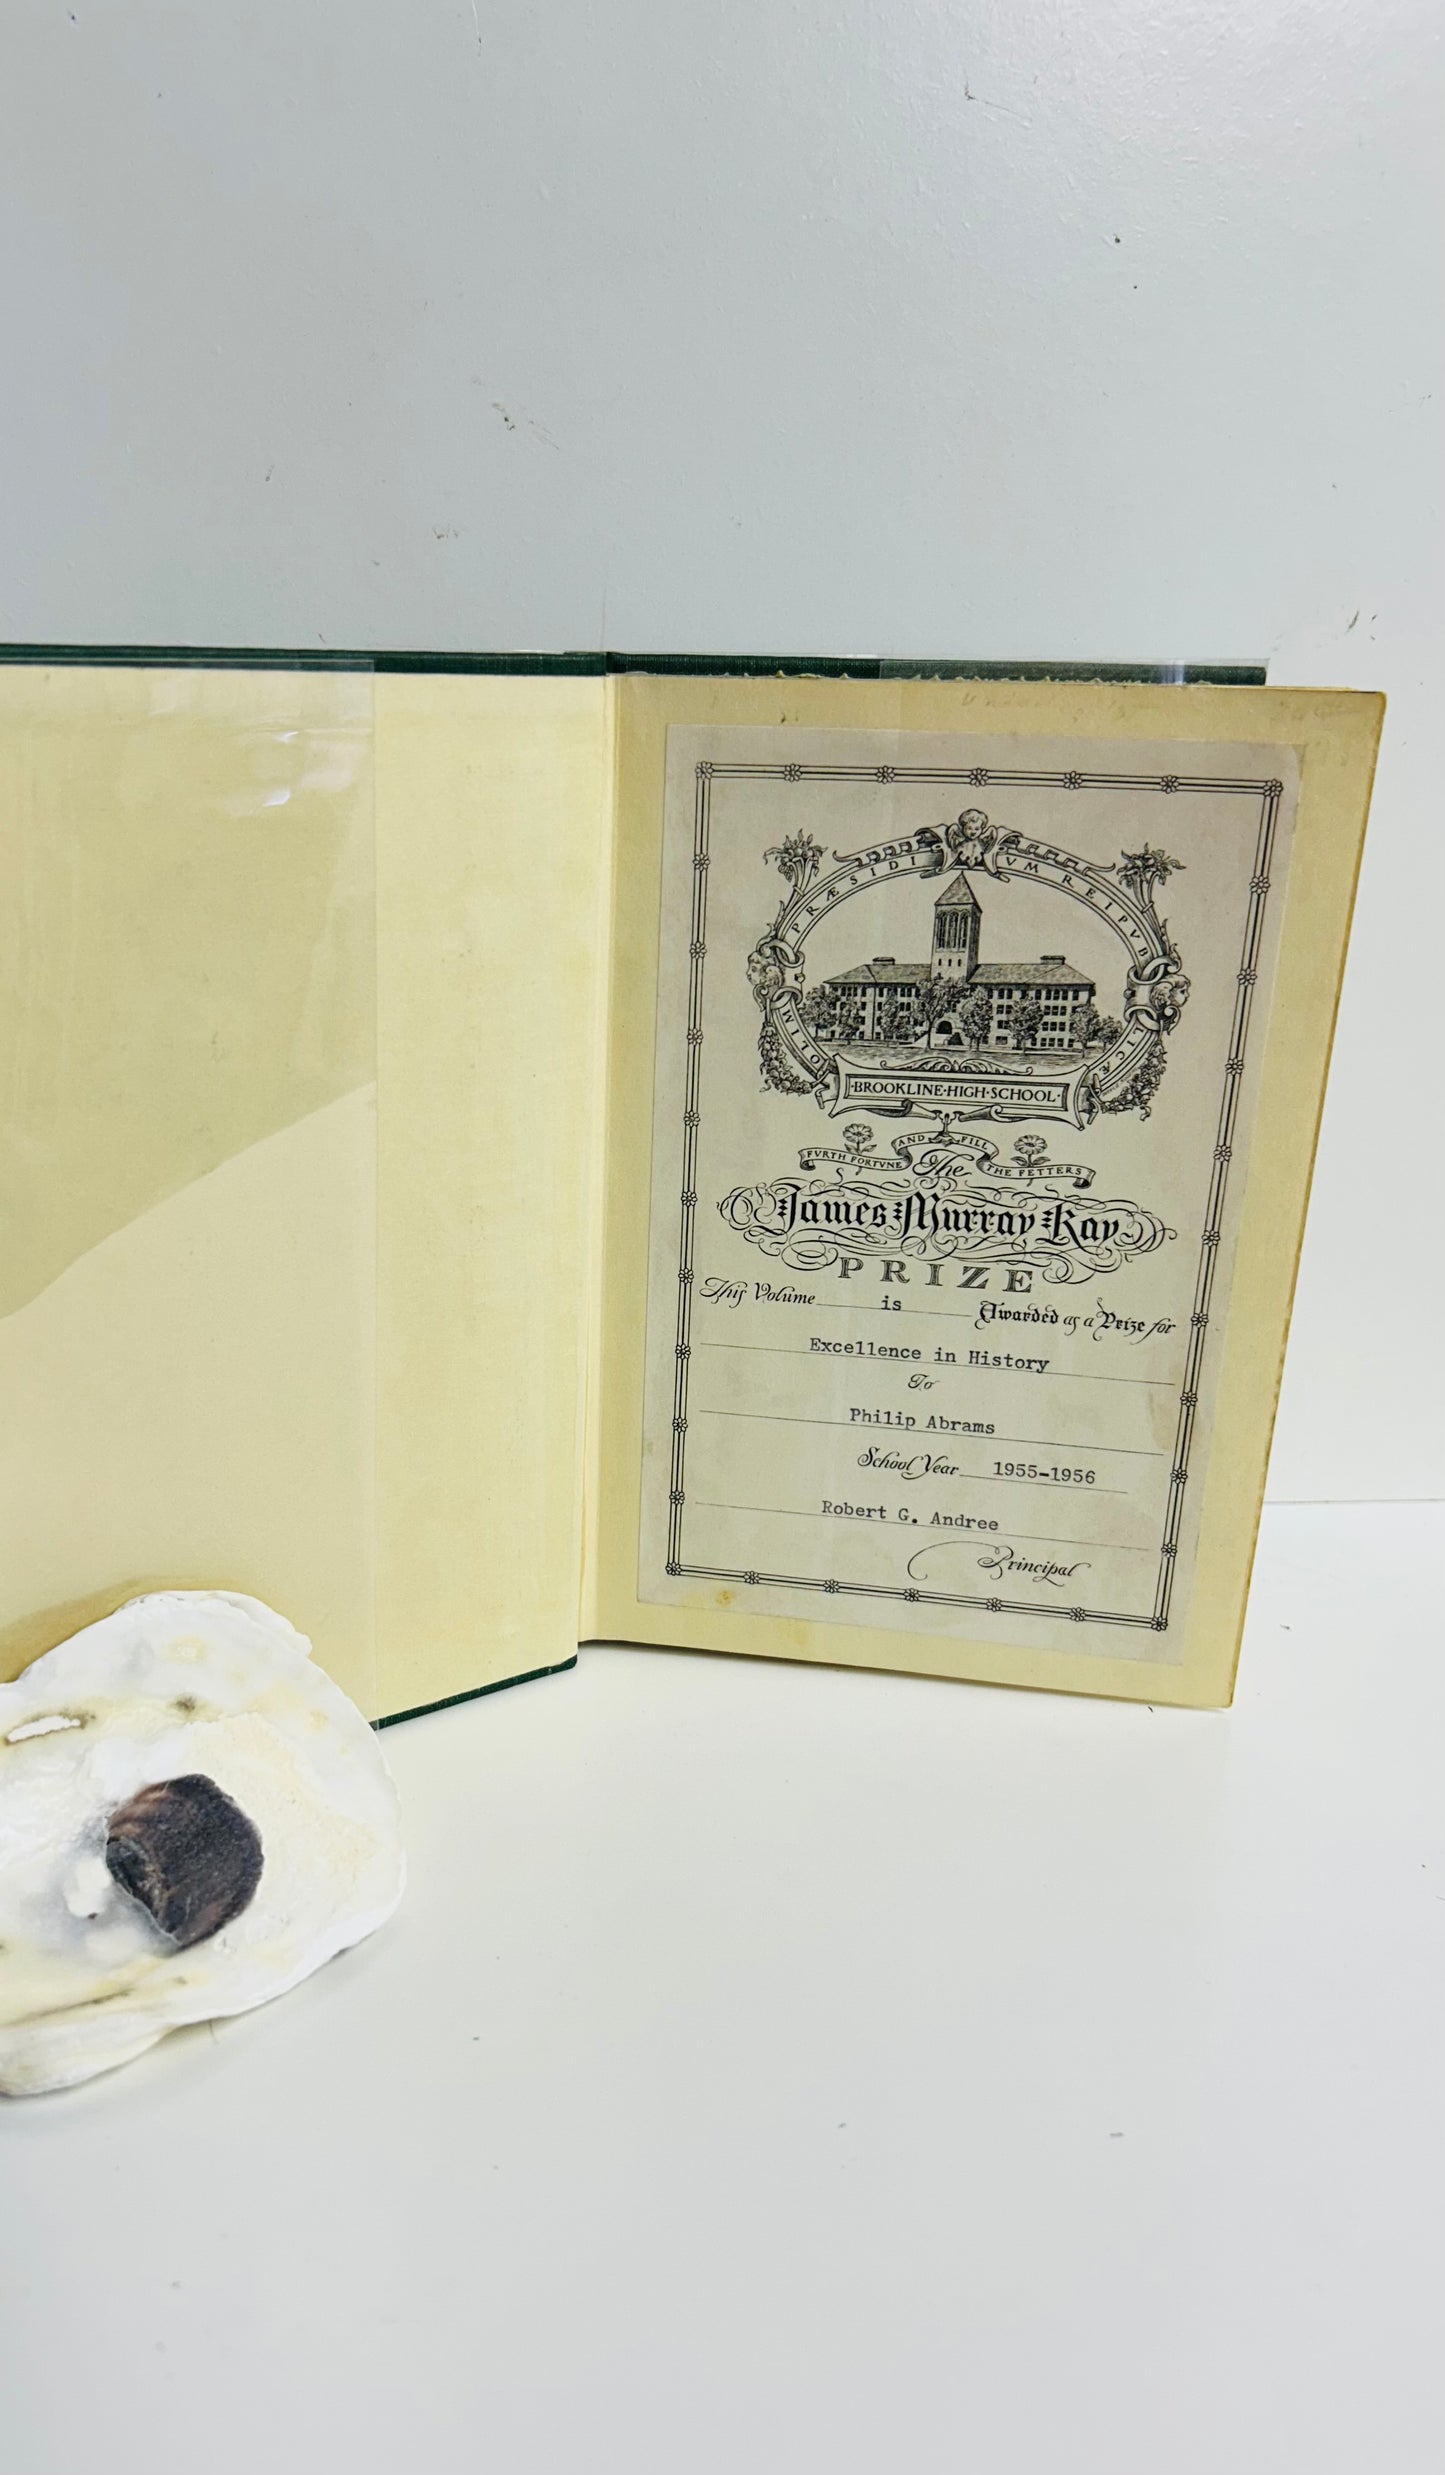 OLIM PRÆSIDIVM REIPVBLICÆ
·BROOKLINE·HIGH·SCHOOL·
FVRTH FORTVNE AND FILL THE FETTERS
The
James Murray Kay
PRIZE
This Volume is Awarded as a Prize for
Excellence in History
To
Philip Abrams
School Year 1955-1956
Robert G. Andree
Principal